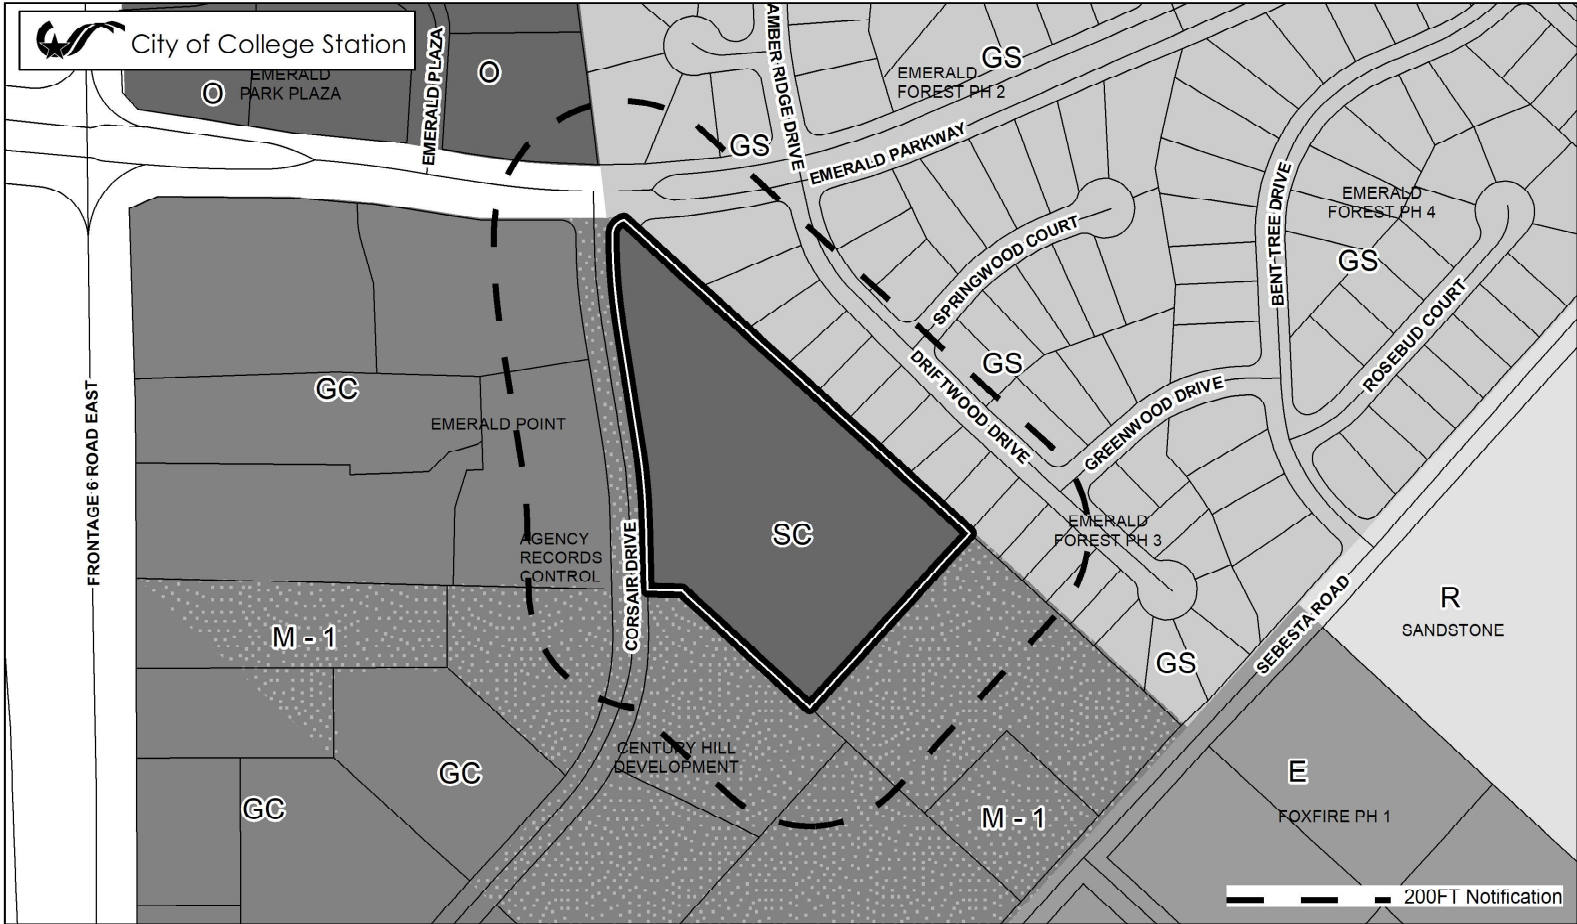 City of College Station
EMERALD
PARK PLAZA
O
O
EMERALD PLAZA
AMBER RIDGE DRIVE
GS
EMERALD
FOREST PH 2
GS
EMERALD PARKWAY
BENT TREE DRIVE
EMERALD
FOREST PH 4
GS
SPRINGWOOD COURT
ROSEBUD COURT
GS
DRIFTWOOD DRIVE
GREENWOOD DRIVE
FRONTAGE 6 ROAD EAST
GC
EMERALD POINT
SC
AGENCY
RECORDS
CONTROL
CORSAIR DRIVE
EMERALD
FOREST PH 3
M - 1
SEBESTA ROAD
R
SANDSTONE
GS
CENTURY HILL
DEVELOPMENT
GC
GC
M - 1
E
FOXFIRE PH 1
200FT Notification